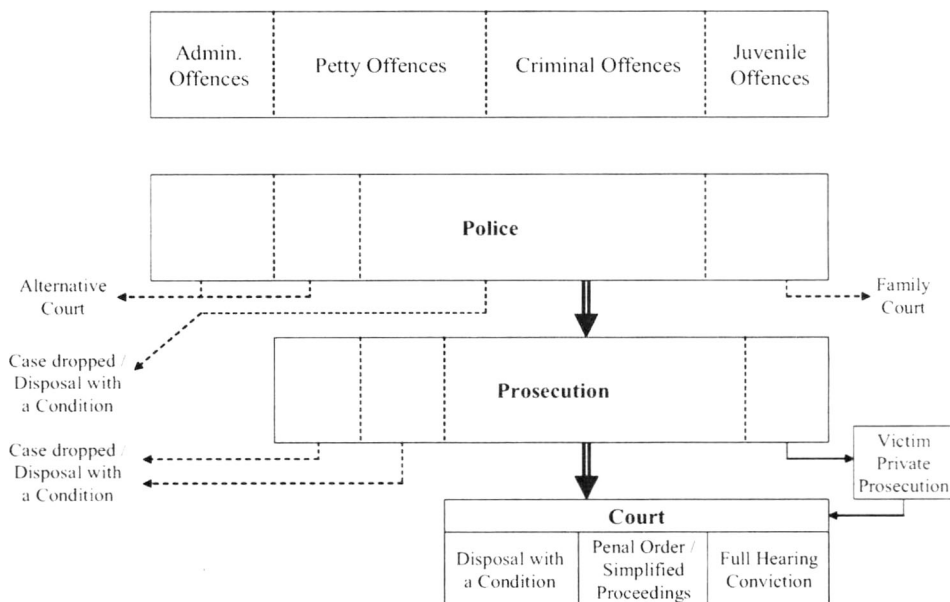 Admin.
Offences
Petty Offences
Criminal Offences
Juvenile
Offences
Police
Alternative
Court
Family
Court
Case dropped /
Disposal with
a Condition
Prosecution
Case dropped /
Disposal with
a Condition
Victim
Private
Prosecution
Court
Disposal with
a Condition
Penal Order /
Simplified
Proceedings
Full Hearing
Conviction